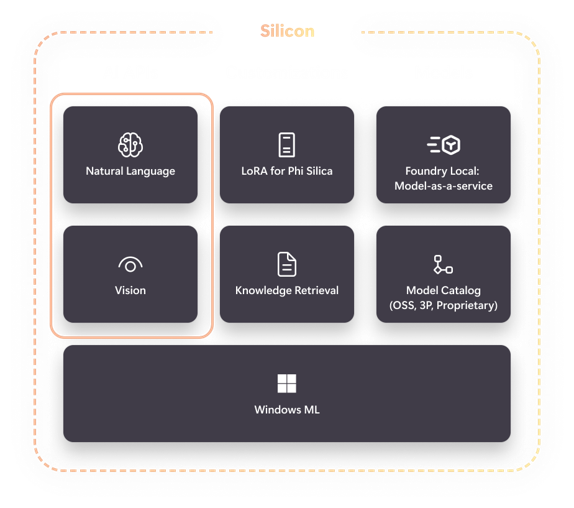 Silicon
Natural Language
LoRA for Phi Silica
Foundry Local:
Model-as-a-service
Vision
Knowledge Retrieval
Model Catalog
(OSS, 3P, Proprietary)
Windows ML